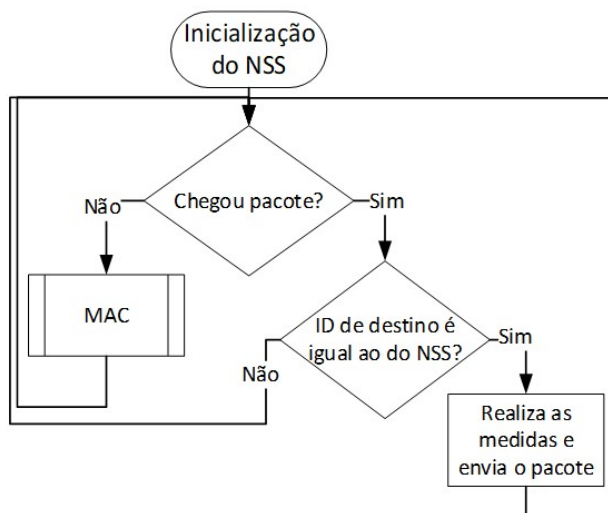 Inicialização
do NSS
Chegou pacote?
Não
Sim
MAC
ID de destino é
igual ao do NSS?
Sim
Não
Realiza as
medidas e
envia o pacote